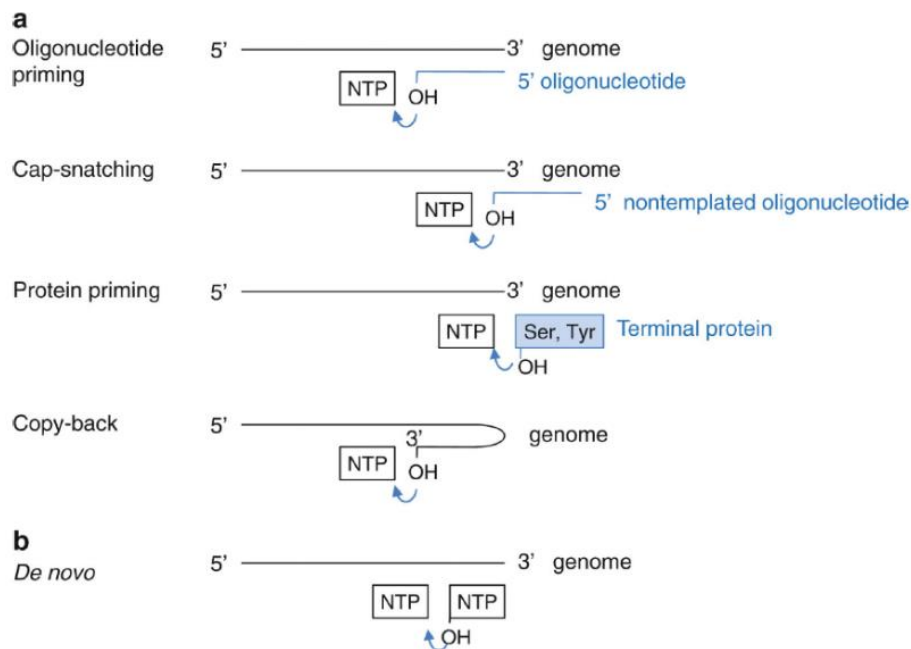 a
Oligonucleotide priming
5’ 3’ genome
NTP OH 5’ oligonucleotide
Cap-snatching 5’ 3’ genome
NTP OH 5’ nontemplated oligonucleotide
Protein priming 5’ 3’ genome
NTP Ser, Tyr Terminal protein
OH
Copy-back 5’ genome
3’
NTP OH
b
De novo 5’ 3’ genome
NTP NTP
OH